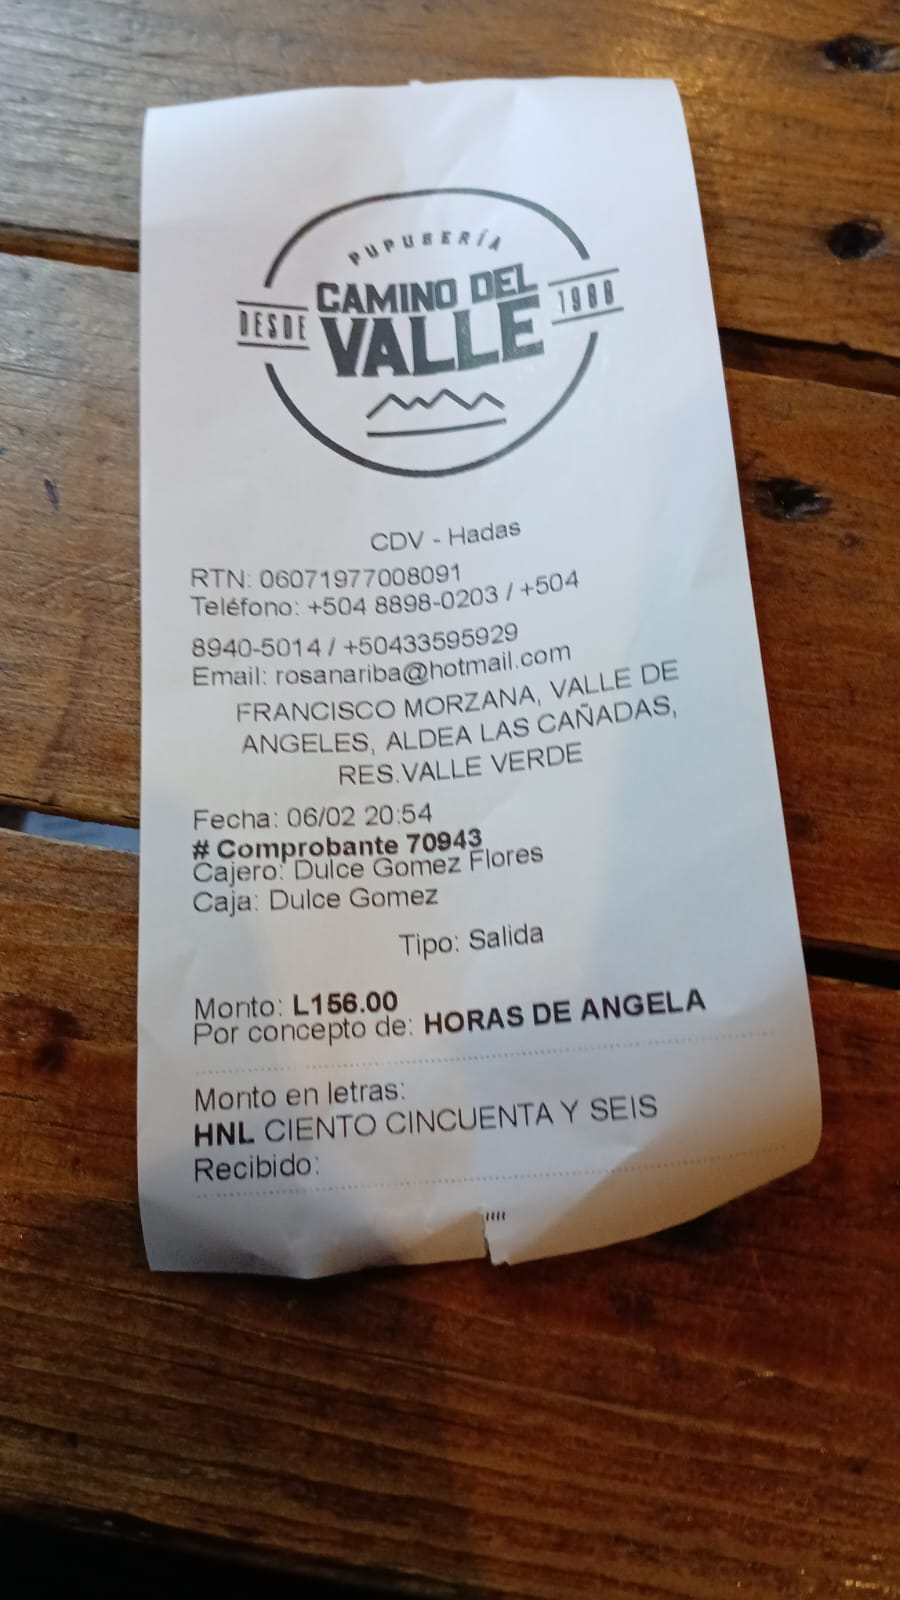 PUPUSERÍA
CAMINO DEL
VALLE
DESDE
1988
CDV - Hadas
RTN: 06071977008091
Teléfono: +504 8898-0203 / +504
8940-5014 / +50433595929
Email: rosanariba@hotmail.com
FRANCISCO MORZANA, VALLE DE
ANGELES, ALDEA LAS CAÑADAS,
RES.VALLE VERDE
Fecha: 06/02 20:54
# Comprobante 70943
Cajero: Dulce Gomez Flores
Caja: Dulce Gomez
Tipo: Salida
Monto: L156.00
Por concepto de: HORAS DE ANGELA
Monto en letras:
HNL CIENTO CINCUENTA Y SEIS
Recibido: